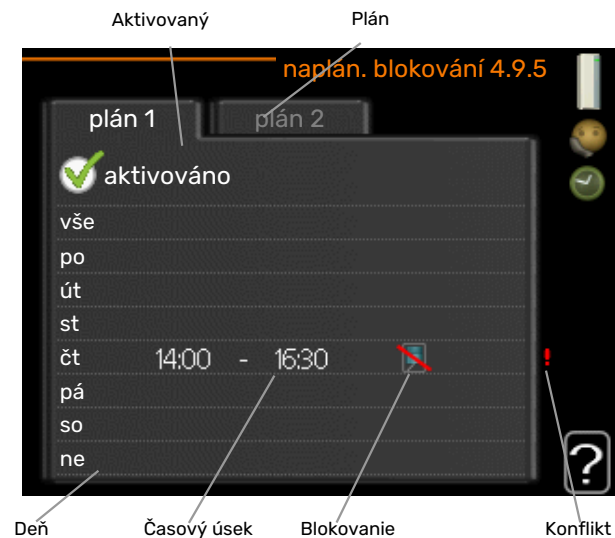 Aktivovaný Plán
naplán. blokování 4.9.5
plán 1 plán 2
aktivováno
vše
po
út
st
čt 14:00 - 16:30 !
pá
so
ne
?
Deň Časový úsek Blokovanie Konflikt